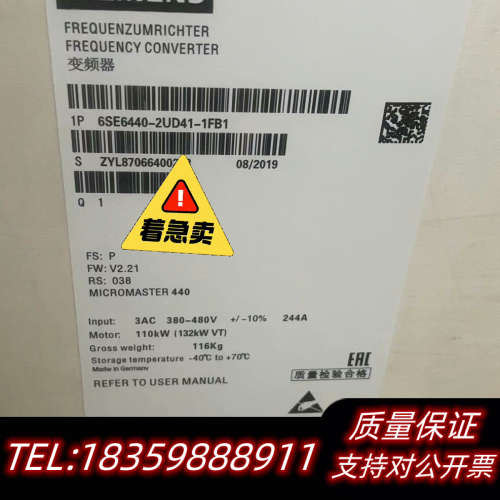 FREQUENZUMRICHTER
FREQUENCY CONVERTER
变频器
1P 6SE6440-2UD41-1FB1
S ZYL87066400 08/2019
Q 1
着急卖
FS: P
FW: V2.21
RS: 038
MICROMASTER 440
Input: 3AC 380-480V +/-10% 244A
Motor: 110kW (132kW VT)
Gross weight: 116Kg
Storage temperature -40°C to +70°C
Made in Germany
REFER TO USER MANUAL
EAC
质量检验合格
质量保证
TEL:18359888911
支持对公开票